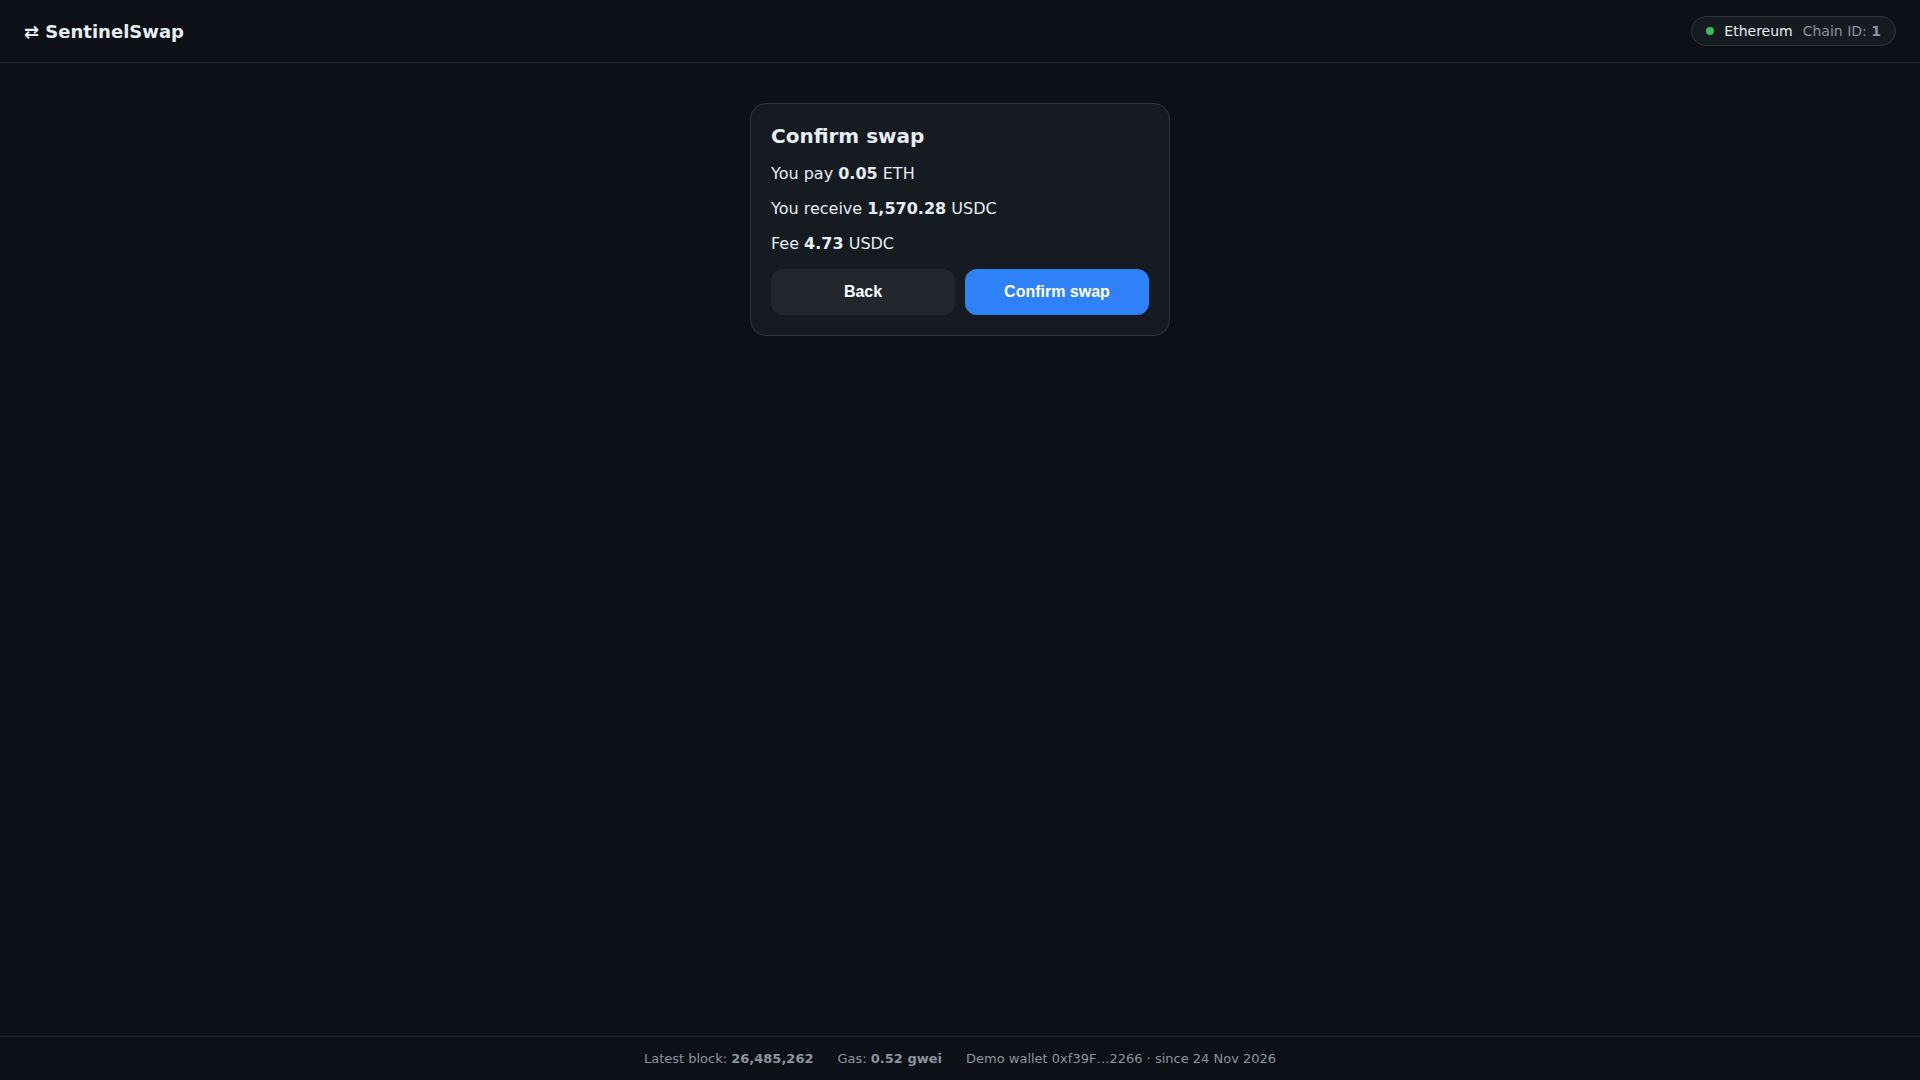 ⇄ SentinelSwap
Ethereum Chain ID: 1
Confirm swap
You pay 0.05 ETH
You receive 1,570.28 USDC
Fee 4.73 USDC
Back
Confirm swap
Latest block: 26,485,262 Gas: 0.52 gwei Demo wallet 0xf39F…2266 · since 24 Nov 2026